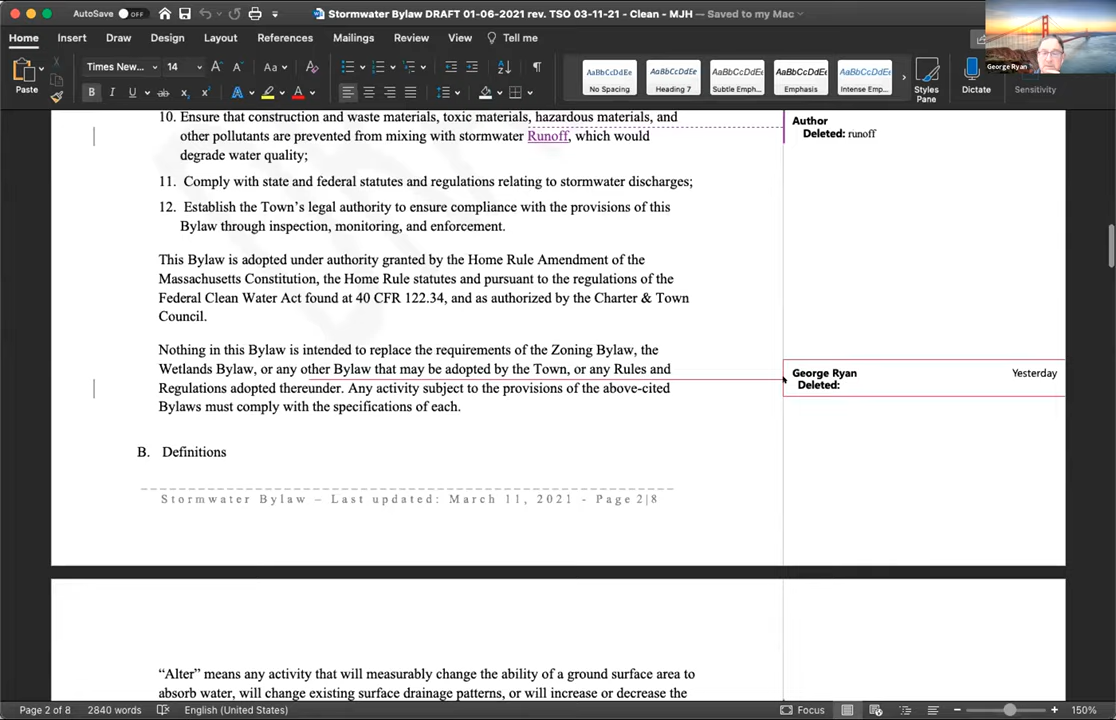 AutoSave OFF
Stormwater Bylaw DRAFT 01-06-2021 rev. TSO 03-11-21 - Clean - MJH — Saved to my Mac
Home Insert Draw Design Layout References Mailings Review View Tell me
George Ryan
Paste
Times New... 14
AaBbCcDdEe AaBbCcDdEe AaBbCcDdEe AaBbCcDdEe AaBbCcDdEe
No Spacing Heading 7 Subtle Emph... Emphasis Intense Emp...
Styles Pane
Dictate
Sensitivity
10. Ensure that construction and waste materials, toxic materials, hazardous materials, and
other pollutants are prevented from mixing with stormwater Runoff, which would
degrade water quality;
11. Comply with state and federal statutes and regulations relating to stormwater discharges;
12. Establish the Town's legal authority to ensure compliance with the provisions of this
Bylaw through inspection, monitoring, and enforcement.
This Bylaw is adopted under authority granted by the Home Rule Amendment of the
Massachusetts Constitution, the Home Rule statutes and pursuant to the regulations of the
Federal Clean Water Act found at 40 CFR 122.34, and as authorized by the Charter & Town
Council.
Nothing in this Bylaw is intended to replace the requirements of the Zoning Bylaw, the
Wetlands Bylaw, or any other Bylaw that may be adopted by the Town, or any Rules and
Regulations adopted thereunder. Any activity subject to the provisions of the above-cited
Bylaws must comply with the specifications of each.
B. Definitions
Stormwater Bylaw – Last updated: March 11, 2021 - Page 2|8
Author
Deleted: runoff
George Ryan Yesterday
Deleted:
“Alter” means any activity that will measurably change the ability of a ground surface area to
absorb water, will change existing surface drainage patterns, or will increase or decrease the
Page 2 of 8 2840 words English (United States) Focus 150%